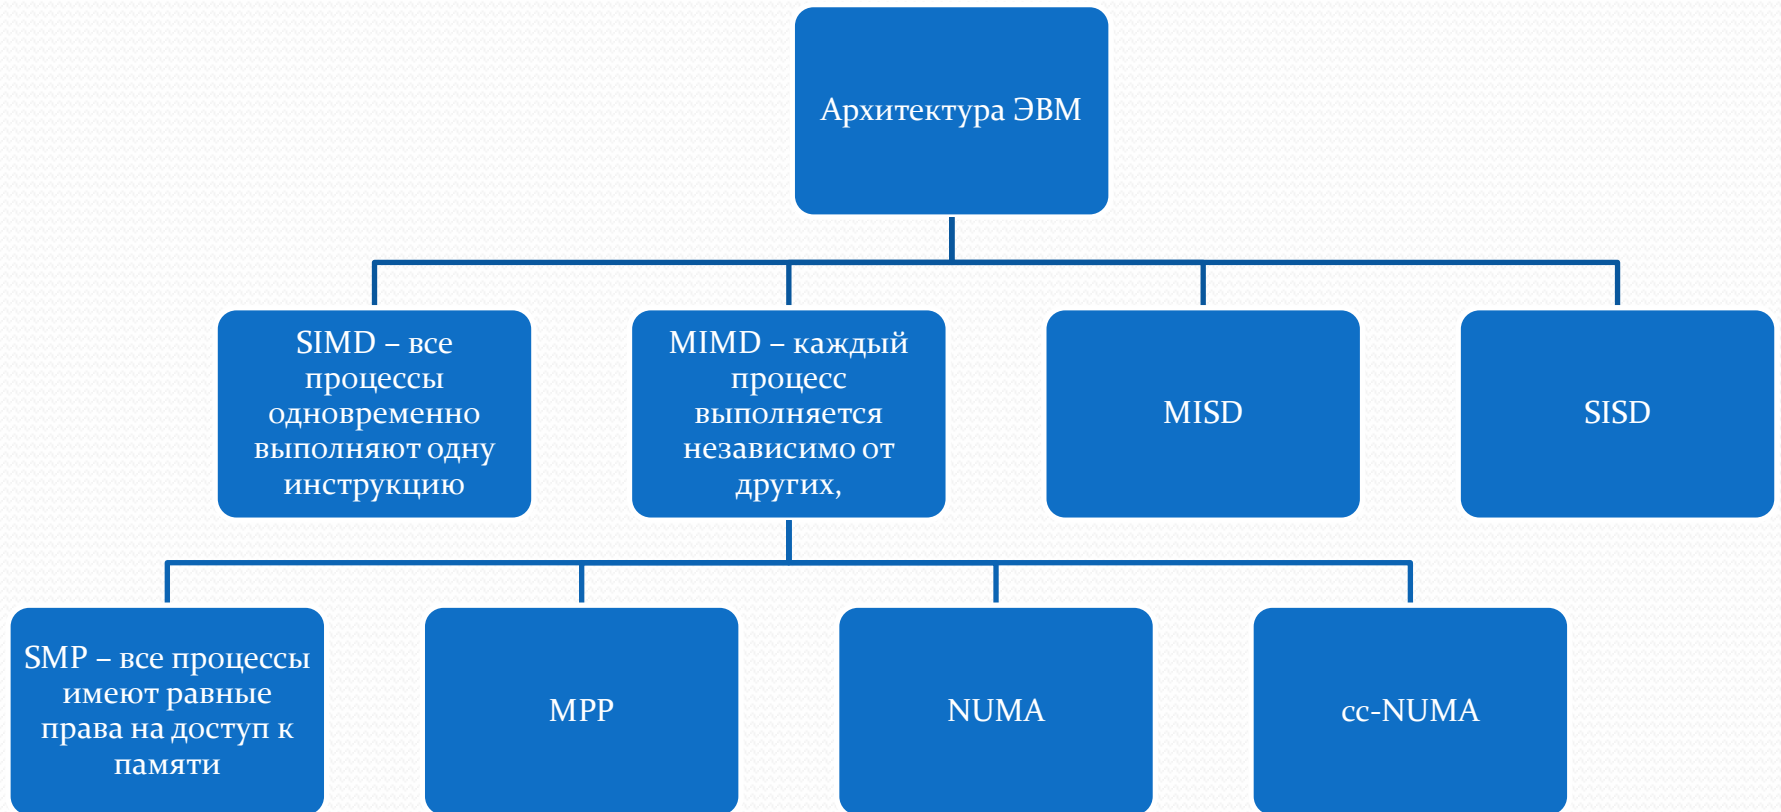 Архитектура ЭВМ
SIMD – все
процессы
одновременно
выполняют одну
инструкцию
MIMD – каждый
процесс
выполняется
независимо от
других,
MISD
SISD
SMP – все процессы
имеют равные
права на доступ к
памяти
MPP
NUMA
cc-NUMA